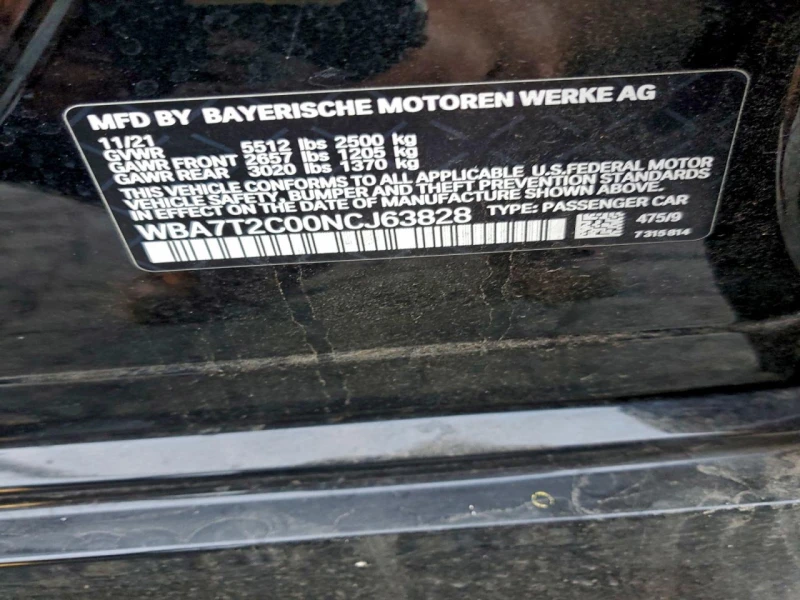 MFD BY BAYERISCHE MOTOREN WERKE AG
11/21
GVWR 5512 lbs 2500 kg
GAWR FRONT 2657 lbs 1205 kg
GAWR REAR 3020 lbs 1370 kg
THIS VEHICLE CONFORMS TO ALL APPLICABLE U.S.FEDERAL MOTOR
VEHICLE SAFETY, BUMPER AND THEFT PREVENTION STANDARDS
IN EFFECT ON THE DATE OF MANUFACTURE SHOWN ABOVE.
WBA7T2C00NCJ63828 TYPE: PASSENGER CAR
475/9
7 315 814